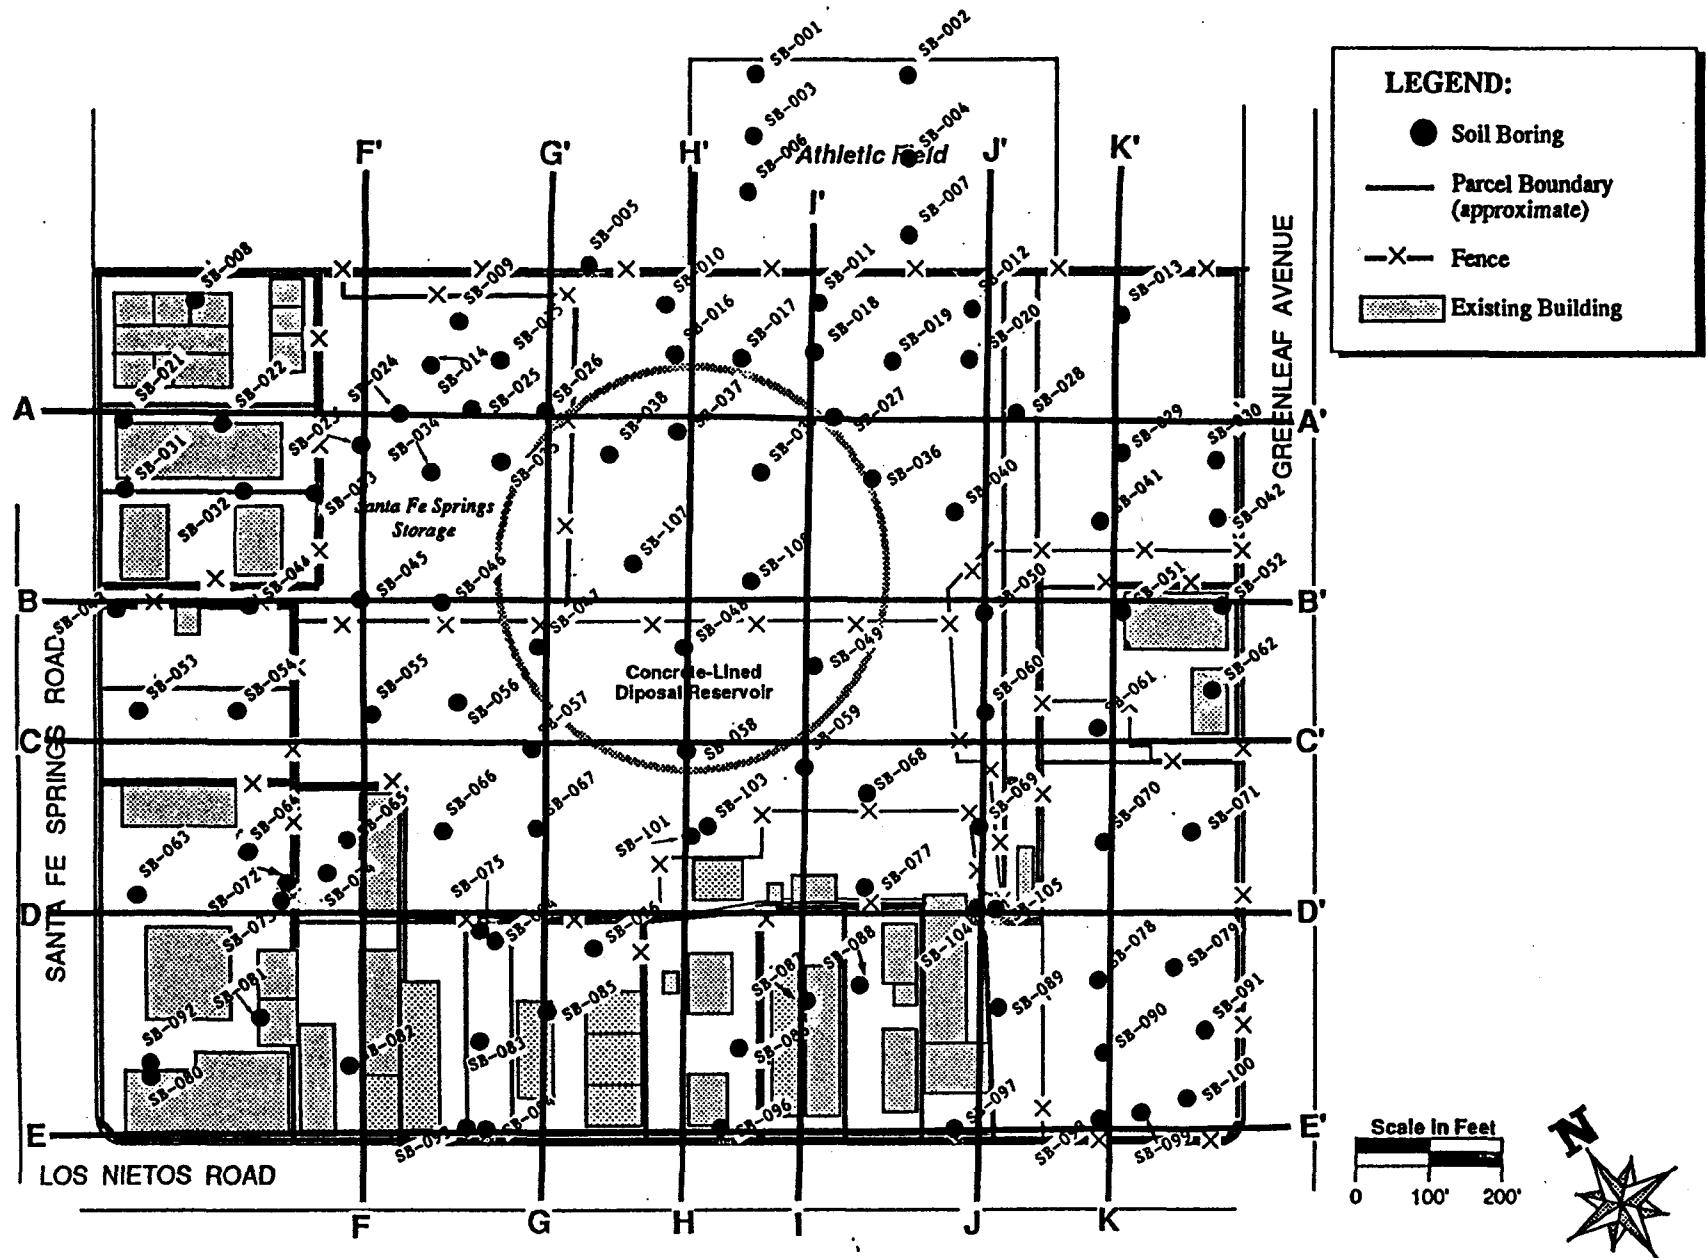 SB-001
SB-002
SB-003
SB-004
SB-006
Athletic Field
F'
G'
H'
J'
K'
I'
SB-007
SB-005
SB-008
SB-009
SB-011
SB-013
SB-016
SB-017
SB-018
SB-019
SB-020
SB-014
SB-021
SB-022
SB-024
SB-025
SB-026
SB-038
SB-037
SB-027
SB-028
SB-029
A
A'
SB-031
SB-034
SB-036
SB-040
SB-041
SB-042
SB-032
Santa Fe Springs
Storage
SB-107
SB-044
SB-045
SB-046
SB-050
SB-051
SB-052
B
B'
SB-048
SB-049
SB-053
SB-054
SB-055
SB-056
SB-057
Concrete-Lined
Diposal Reservoir
SB-060
SB-061
SB-062
C
C'
SB-058
SB-059
SB-063
SB-064
SB-065
SB-066
SB-067
SB-101
SB-103
SB-068
SB-069
SB-070
SB-071
SB-072
SB-075
SB-077
SB-105
D
D'
SB-081
SB-092
SB-080
SB-082
SB-083
SB-085
SB-087
SB-088
SB-104
SB-078
SB-079
SB-089
SB-090
SB-091
SB-096
SB-097
SB-099
SB-100
E
E'
F
G
H
I
J
K
SANTA FE SPRINGS ROAD
LOS NIETOS ROAD
GREENLEAF AVENUE
LEGEND:
Soil Boring
Parcel Boundary
(approximate)
Fence
Existing Building
Scale in Feet
0 100' 200'
N